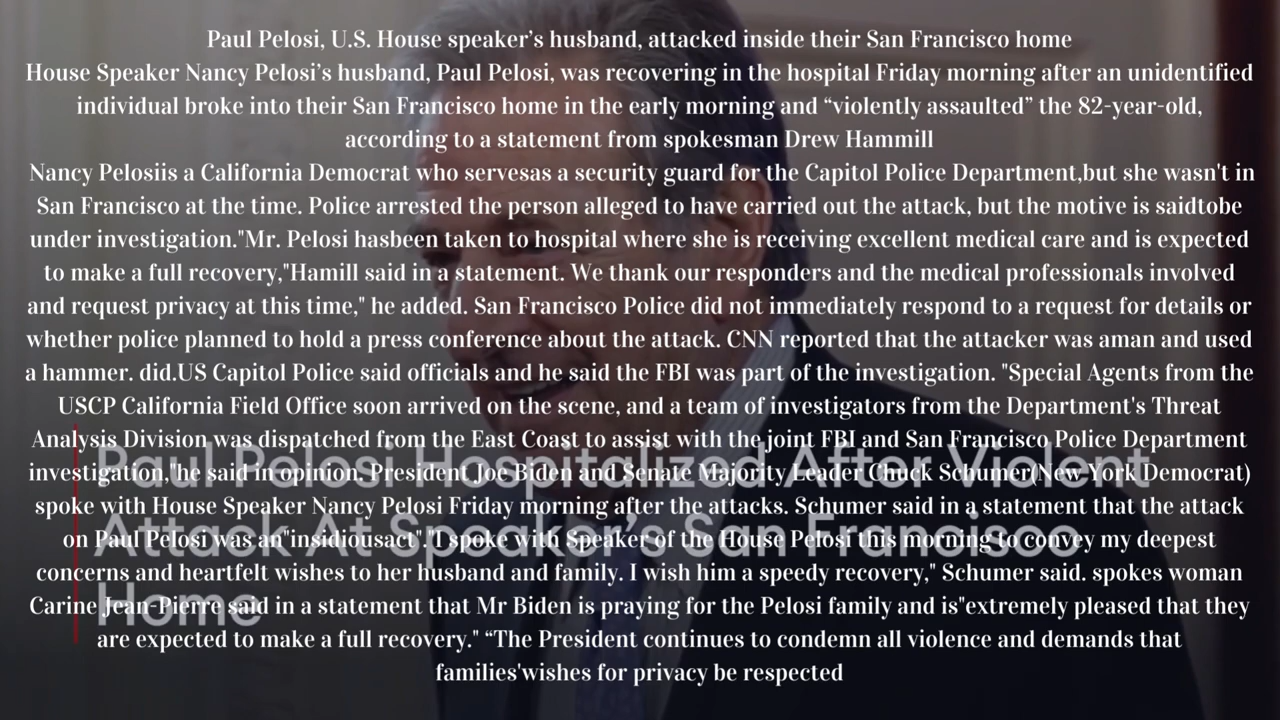 Paul Pelosi, U.S. House speaker’s husband, attacked inside their San Francisco home
House Speaker Nancy Pelosi’s husband, Paul Pelosi, was recovering in the hospital Friday morning after an unidentified
individual broke into their San Francisco home in the early morning and “violently assaulted” the 82-year-old,
according to a statement from spokesman Drew Hammill
Nancy Pelosiis a California Democrat who servesas a security guard for the Capitol Police Department,but she wasn't in
San Francisco at the time. Police arrested the person alleged to have carried out the attack, but the motive is saidtobe
under investigation."Mr. Pelosi hasbeen taken to hospital where she is receiving excellent medical care and is expected
to make a full recovery,"Hamill said in a statement. We thank our responders and the medical professionals involved
and request privacy at this time," he added. San Francisco Police did not immediately respond to a request for details or
whether police planned to hold a press conference about the attack. CNN reported that the attacker was aman and used
a hammer. did.US Capitol Police said officials and he said the FBI was part of the investigation. "Special Agents from the
USCP California Field Office soon arrived on the scene, and a team of investigators from the Department's Threat
Analysis Division was dispatched from the East Coast to assist with the joint FBI and San Francisco Police Department
investigation,"he said in opinion. President Joe Biden and Senate Majority Leader Chuck Schumer(New York Democrat)
spoke with House Speaker Nancy Pelosi Friday morning after the attacks. Schumer said in a statement that the attack
on Paul Pelosi was an"insidiousact"."I spoke with Speaker of the House Pelosi this morning to convey my deepest
concerns and heartfelt wishes to her husband and family. I wish him a speedy recovery," Schumer said. spokes woman
Carine Jean-Pierre said in a statement that Mr Biden is praying for the Pelosi family and is"extremely pleased that they
are expected to make a full recovery." “The President continues to condemn all violence and demands that
families'wishes for privacy be respected
Paul Pelosi Hospitalized After Violent
Attack At Speaker’s San Francisco
Home